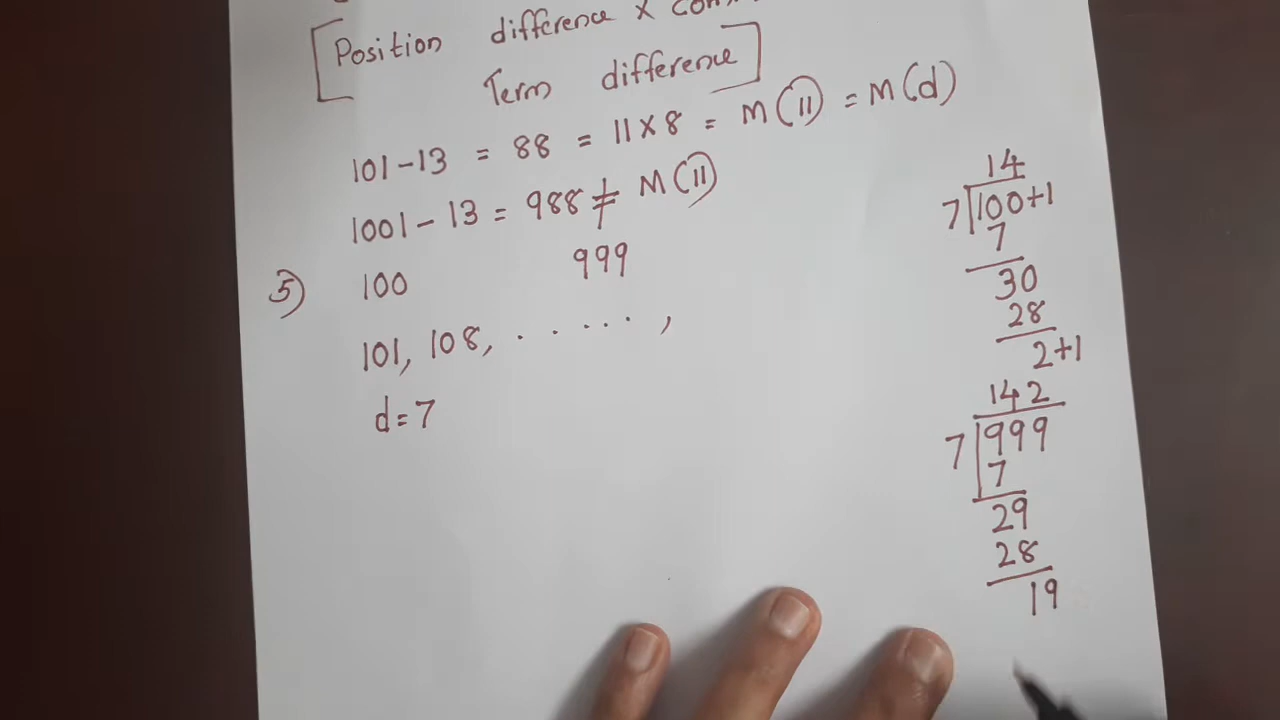 [Position difference ×
Term difference]
101-13 = 88 = 11×8 = M(11) = M(d)
1001-13 = 988 ≠ M(11)
5) 100 999
101, 108, . . . . . ,
d=7
14
7 100+1
7
30
28
2+1
142
7 999
7
29
28
19